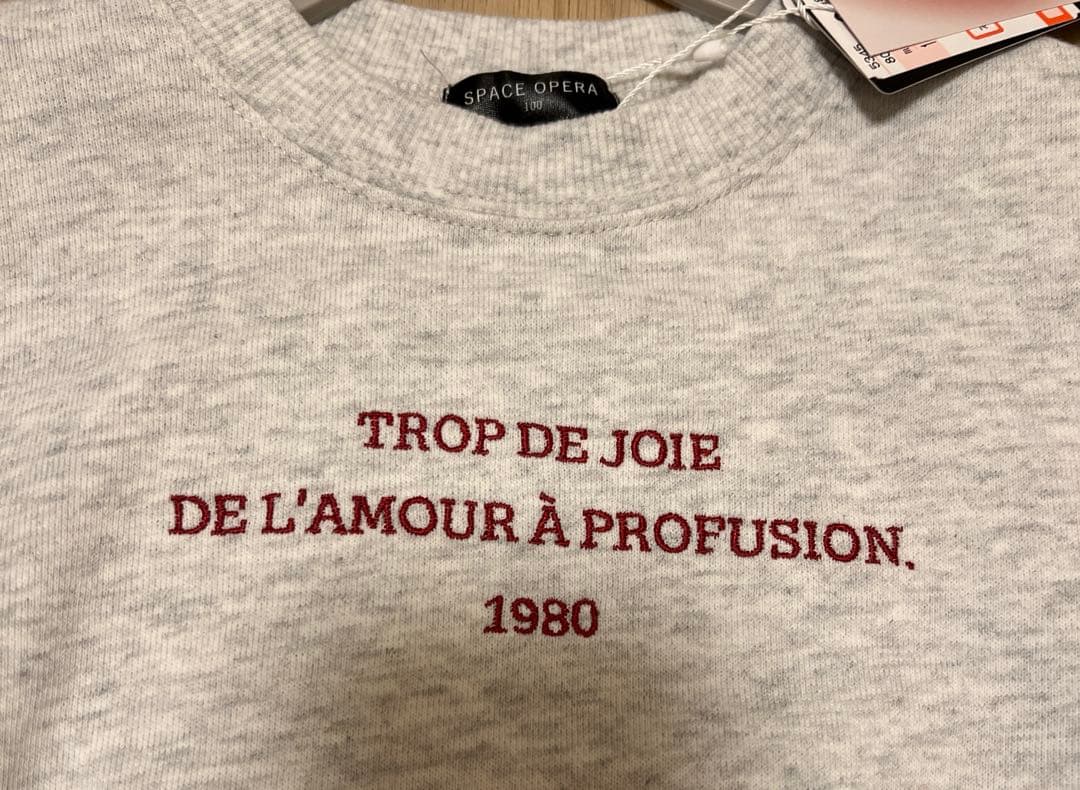 SPACE OPERA
100
TROP DE JOIE
DE L'AMOUR À PROFUSION.
1980